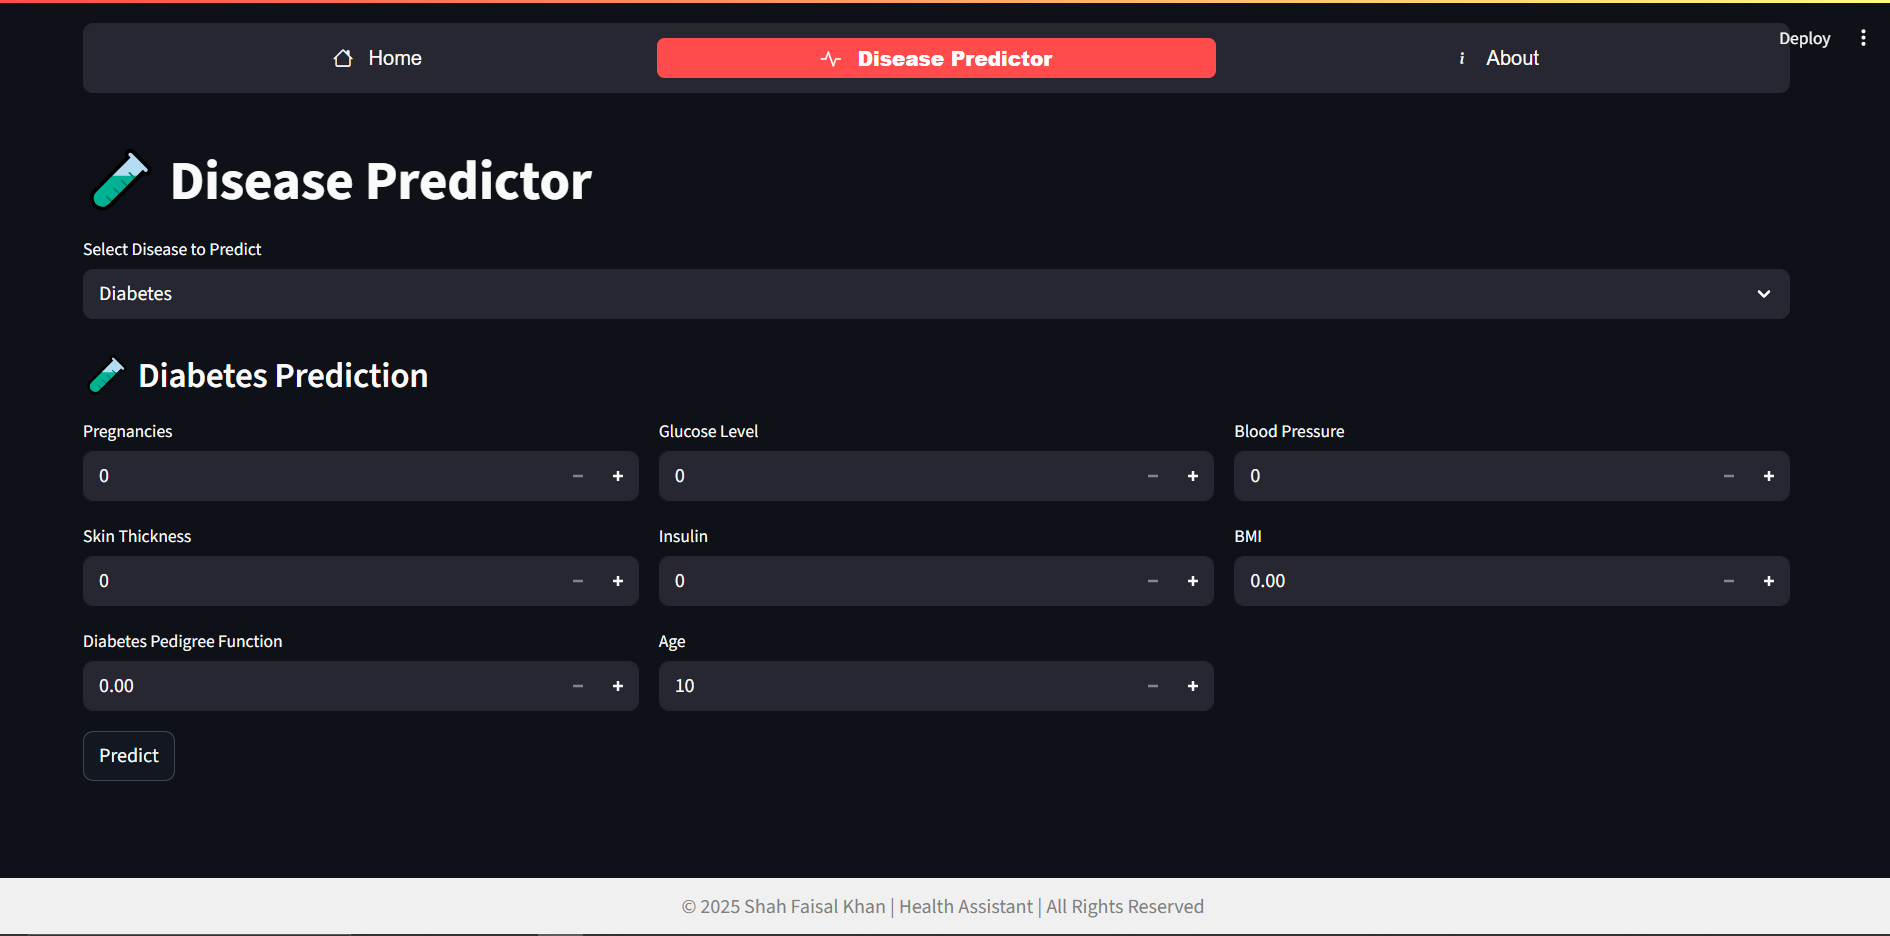 Home
Disease Predictor
i About
Deploy
Disease Predictor
Select Disease to Predict
Diabetes
Diabetes Prediction
Pregnancies Glucose Level Blood Pressure
0 − + 0 − + 0 − +
Skin Thickness Insulin BMI
0 − + 0 − + 0.00 − +
Diabetes Pedigree Function Age
0.00 − + 10 − +
Predict
© 2025 Shah Faisal Khan | Health Assistant | All Rights Reserved